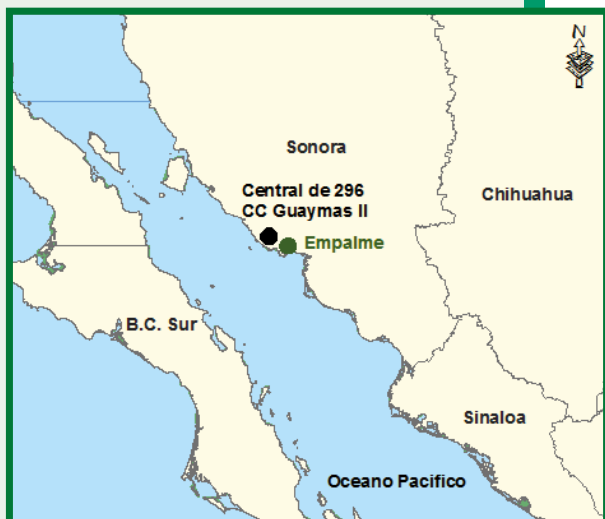 N
Sonora
Chihuahua
Central de 296
CC Guaymas II
Empalme
B.C. Sur
Sinaloa
Oceano Pacifico